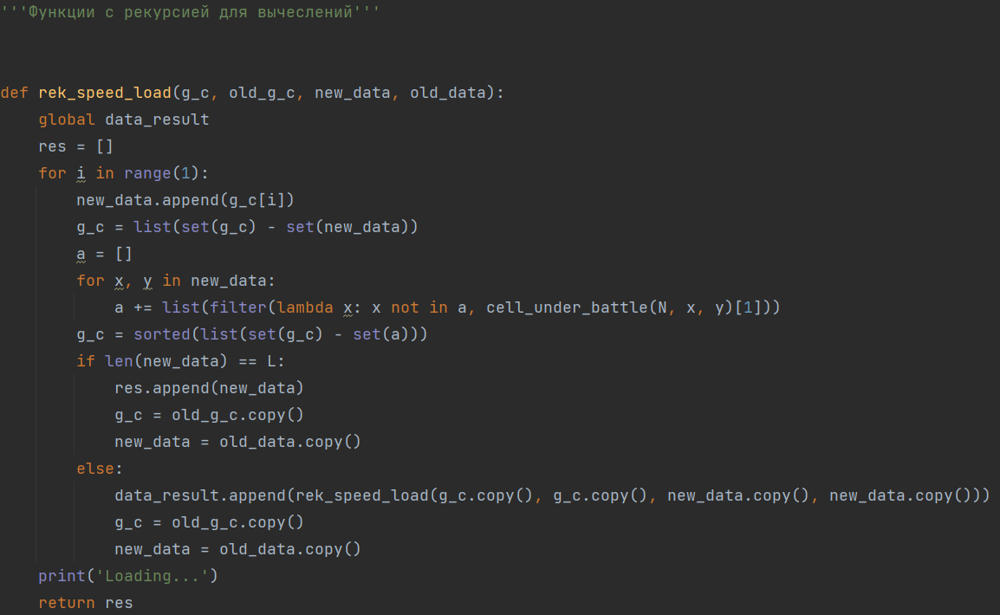 '''Функции с рекурсией для вычеслений'''
def rek_speed_load(g_c, old_g_c, new_data, old_data):
    global data_result
    res = []
    for i in range(1):
        new_data.append(g_c[i])
        g_c = list(set(g_c) - set(new_data))
        a = []
        for x, y in new_data:
            a += list(filter(lambda x: x not in a, cell_under_battle(N, x, y)[1]))
        g_c = sorted(list(set(g_c) - set(a)))
        if len(new_data) == L:
            res.append(new_data)
            g_c = old_g_c.copy()
            new_data = old_data.copy()
        else:
            data_result.append(rek_speed_load(g_c.copy(), g_c.copy(), new_data.copy(), new_data.copy()))
            g_c = old_g_c.copy()
            new_data = old_data.copy()
    print('Loading...')
    return res